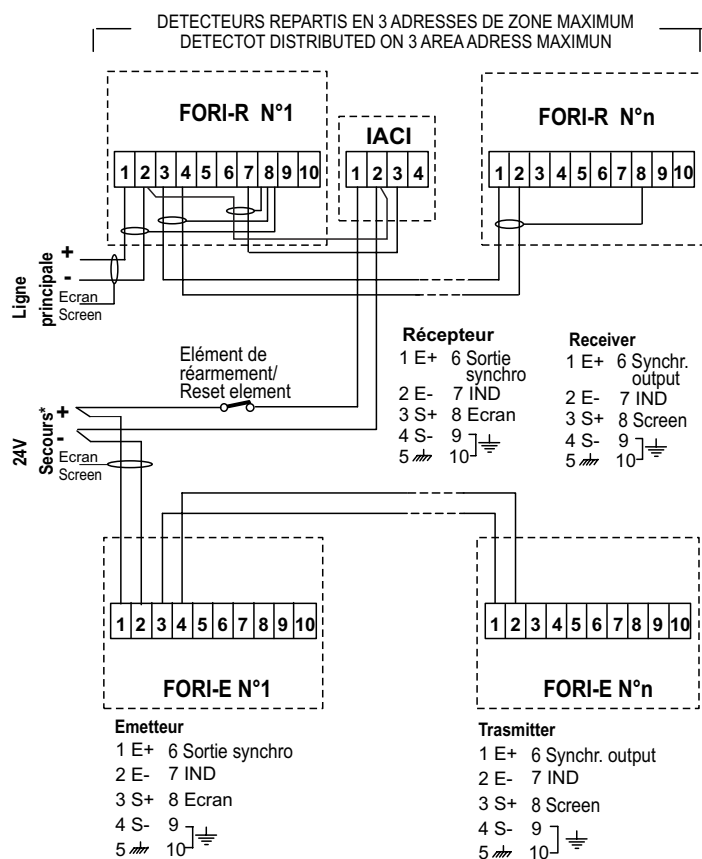 DETECTEURS REPARTIS EN 3 ADRESSES DE ZONE MAXIMUM
DETECTOT DISTRIBUTED ON 3 AREA ADRESS MAXIMUN
FORI-R N°1
IACI
FORI-R N°n
1 2 3 4 5 6 7 8 9 10
1 2 3 4
1 2 3 4 5 6 7 8 9 10
Ligne
principale
+
-
Ecran
Screen
Elément de
réarmement/
Reset element
Récepteur
1 E+ 6 Sortie
synchro
2 E- 7 IND
3 S+ 8 Ecran
4 S- 9
5 10
Receiver
1 E+ 6 Synchr.
output
2 E- 7 IND
3 S+ 8 Screen
4 S- 9
5 10
24V
Secours*
+
-
Ecran
Screen
1 2 3 4 5 6 7 8 9 10
1 2 3 4 5 6 7 8 9 10
FORI-E N°1
FORI-E N°n
Emetteur
1 E+ 6 Sortie synchro
2 E- 7 IND
3 S+ 8 Ecran
4 S- 9
5 10
Trasmitter
1 E+ 6 Synchr. output
2 E- 7 IND
3 S+ 8 Screen
4 S- 9
5 10